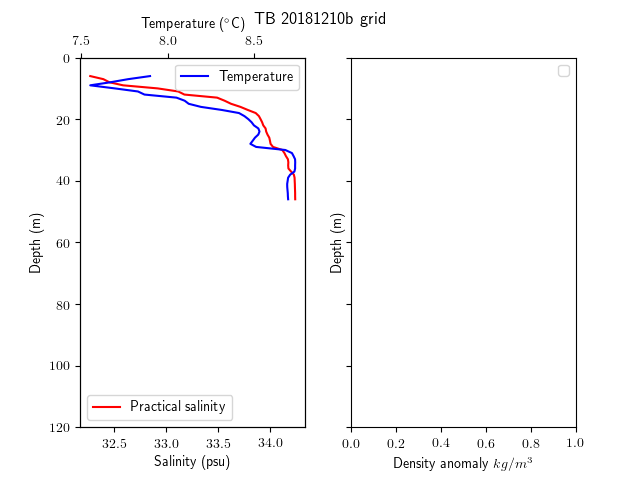 TB 20181210b grid
Temperature (°C)
7.5 8.0 8.5
Temperature
0
20
40
60
80
100
120
Depth (m)
Practical salinity
32.5 33.0 33.5 34.0
Salinity (psu)
Depth (m)
0.0 0.2 0.4 0.6 0.8 1.0
Density anomaly kg/m³